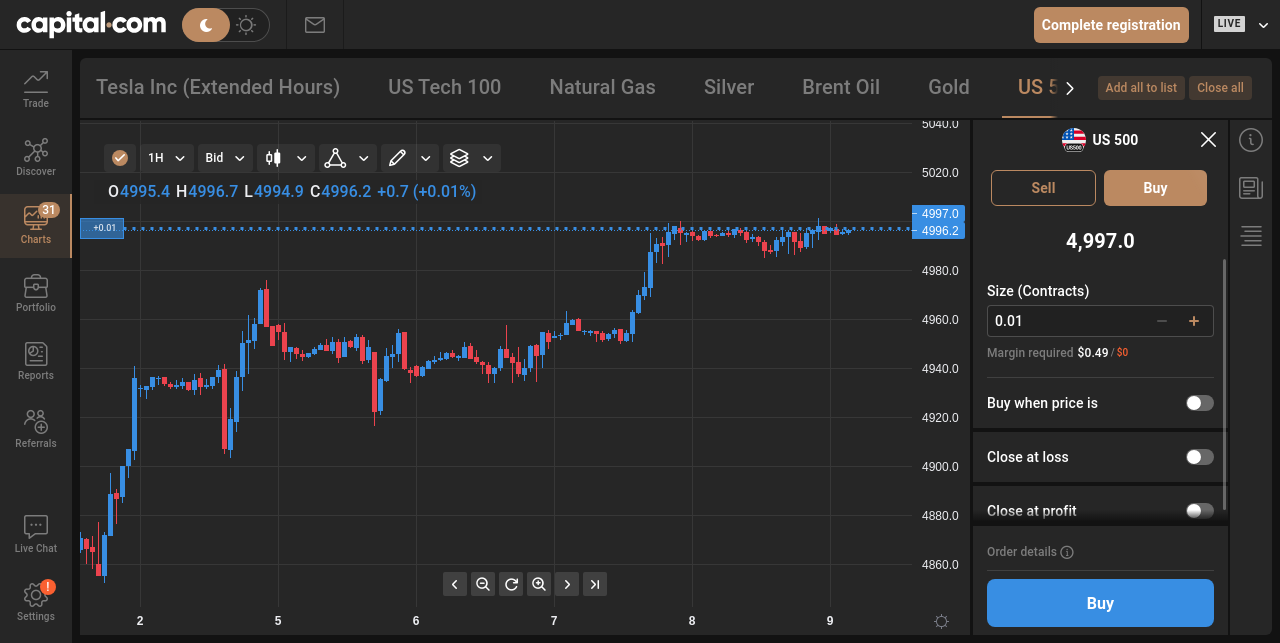 capital.com
Complete registration
LIVE
Trade
Discover
31
Charts
Portfolio
Reports
Referrals
Live Chat
!
Settings
Tesla Inc (Extended Hours)
US Tech 100
Natural Gas
Silver
Brent Oil
Gold
US 5
Add all to list
Close all
1H
Bid
O4995.4 H4996.7 L4994.9 C4996.2 +0.7 (+0.01%)
+0.01
5040.0
5020.0
4997.0
4996.2
4980.0
4960.0
4940.0
4920.0
4900.0
4880.0
4860.0
2
5
6
7
8
9
US500
US 500
Sell
Buy
4,997.0
Size (Contracts)
0.01
Margin required $0.49 / $0
Buy when price is
Close at loss
Close at profit
Order details
Buy